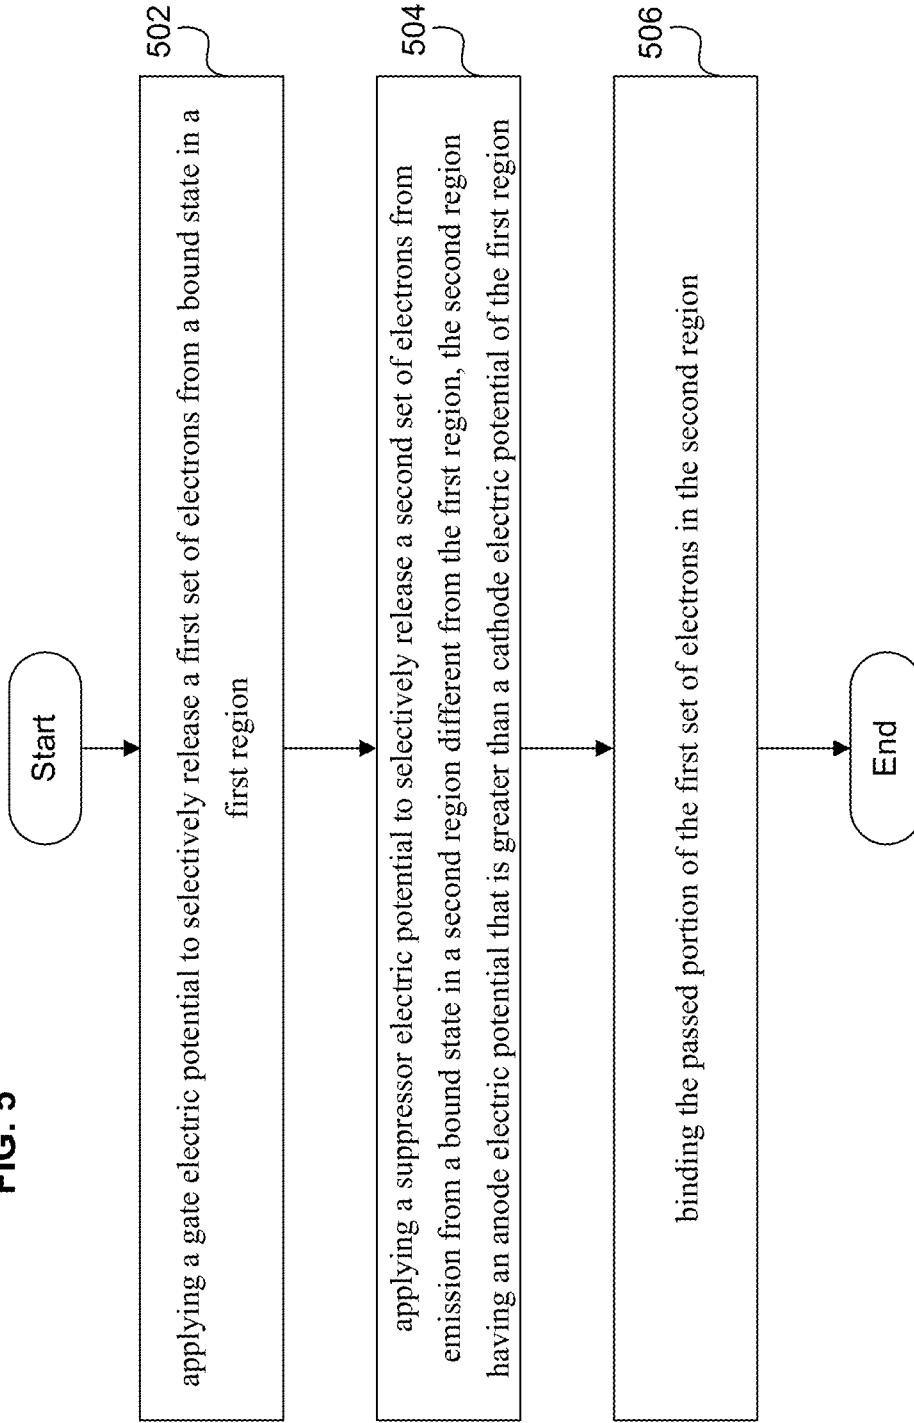 FIG. 5
Start
502
applying a gate electric potential to selectively release a first set of electrons from a bound state in a
first region
504
applying a suppressor electric potential to selectively release a second set of electrons from
emission from a bound state in a second region different from the first region, the second region
having an anode electric potential that is greater than a cathode electric potential of the first region
506
binding the passed portion of the first set of electrons in the second region
End